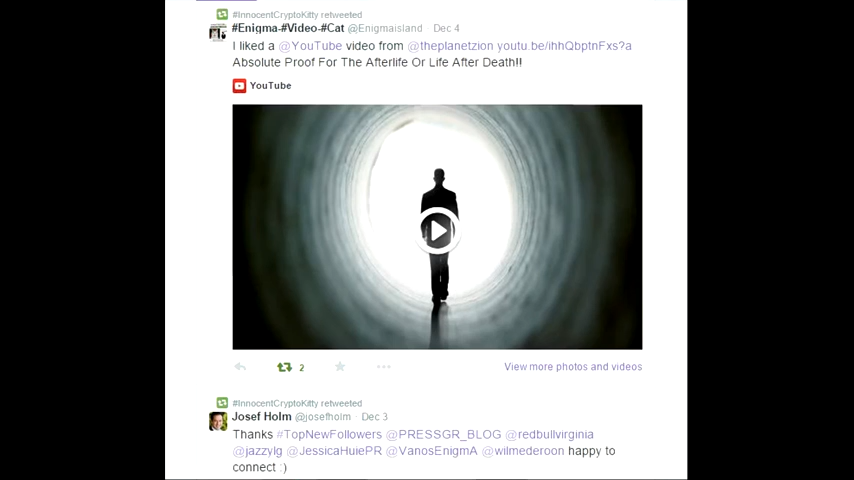 #InnocentCryptoKitty retweeted
#Enigma-#Video-#Cat @Enigmaisland · Dec 4
I liked a @YouTube video from @theplanetzion youtu.be/ihhQbptnFxs?a
Absolute Proof For The Afterlife Or Life After Death!!
YouTube
2
View more photos and videos
#InnocentCryptoKitty retweeted
Josef Holm @josefholm · Dec 3
Thanks #TopNewFollowers @PRESSGR_BLOG @redbullvirginia
@jazzylg @JessicaHuiePR @VanosEnigmA @wilmederoon happy to
connect :)